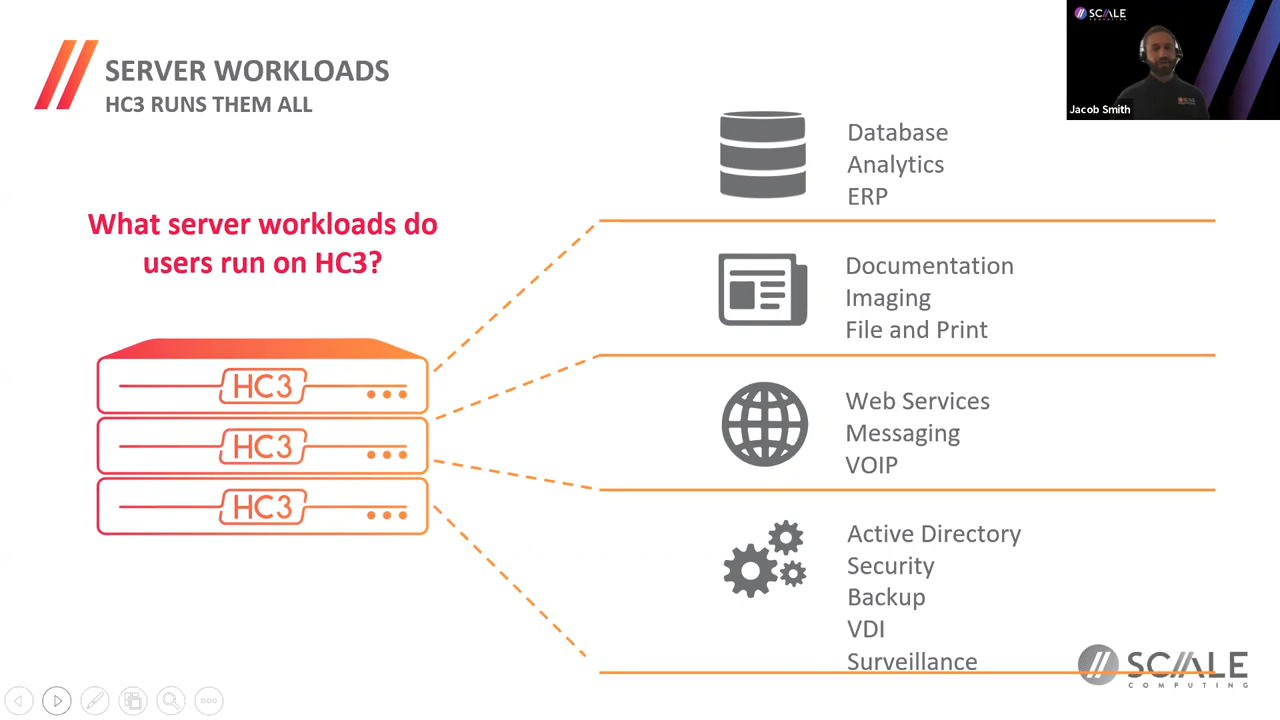 SERVER WORKLOADS
HC3 RUNS THEM ALL
What server workloads do
users run on HC3?
HC3
HC3
HC3
Database
Analytics
ERP
Documentation
Imaging
File and Print
Web Services
Messaging
VOIP
Active Directory
Security
Backup
VDI
Surveillance
SCALE
COMPUTING
SCALE
COMPUTING
Jacob Smith